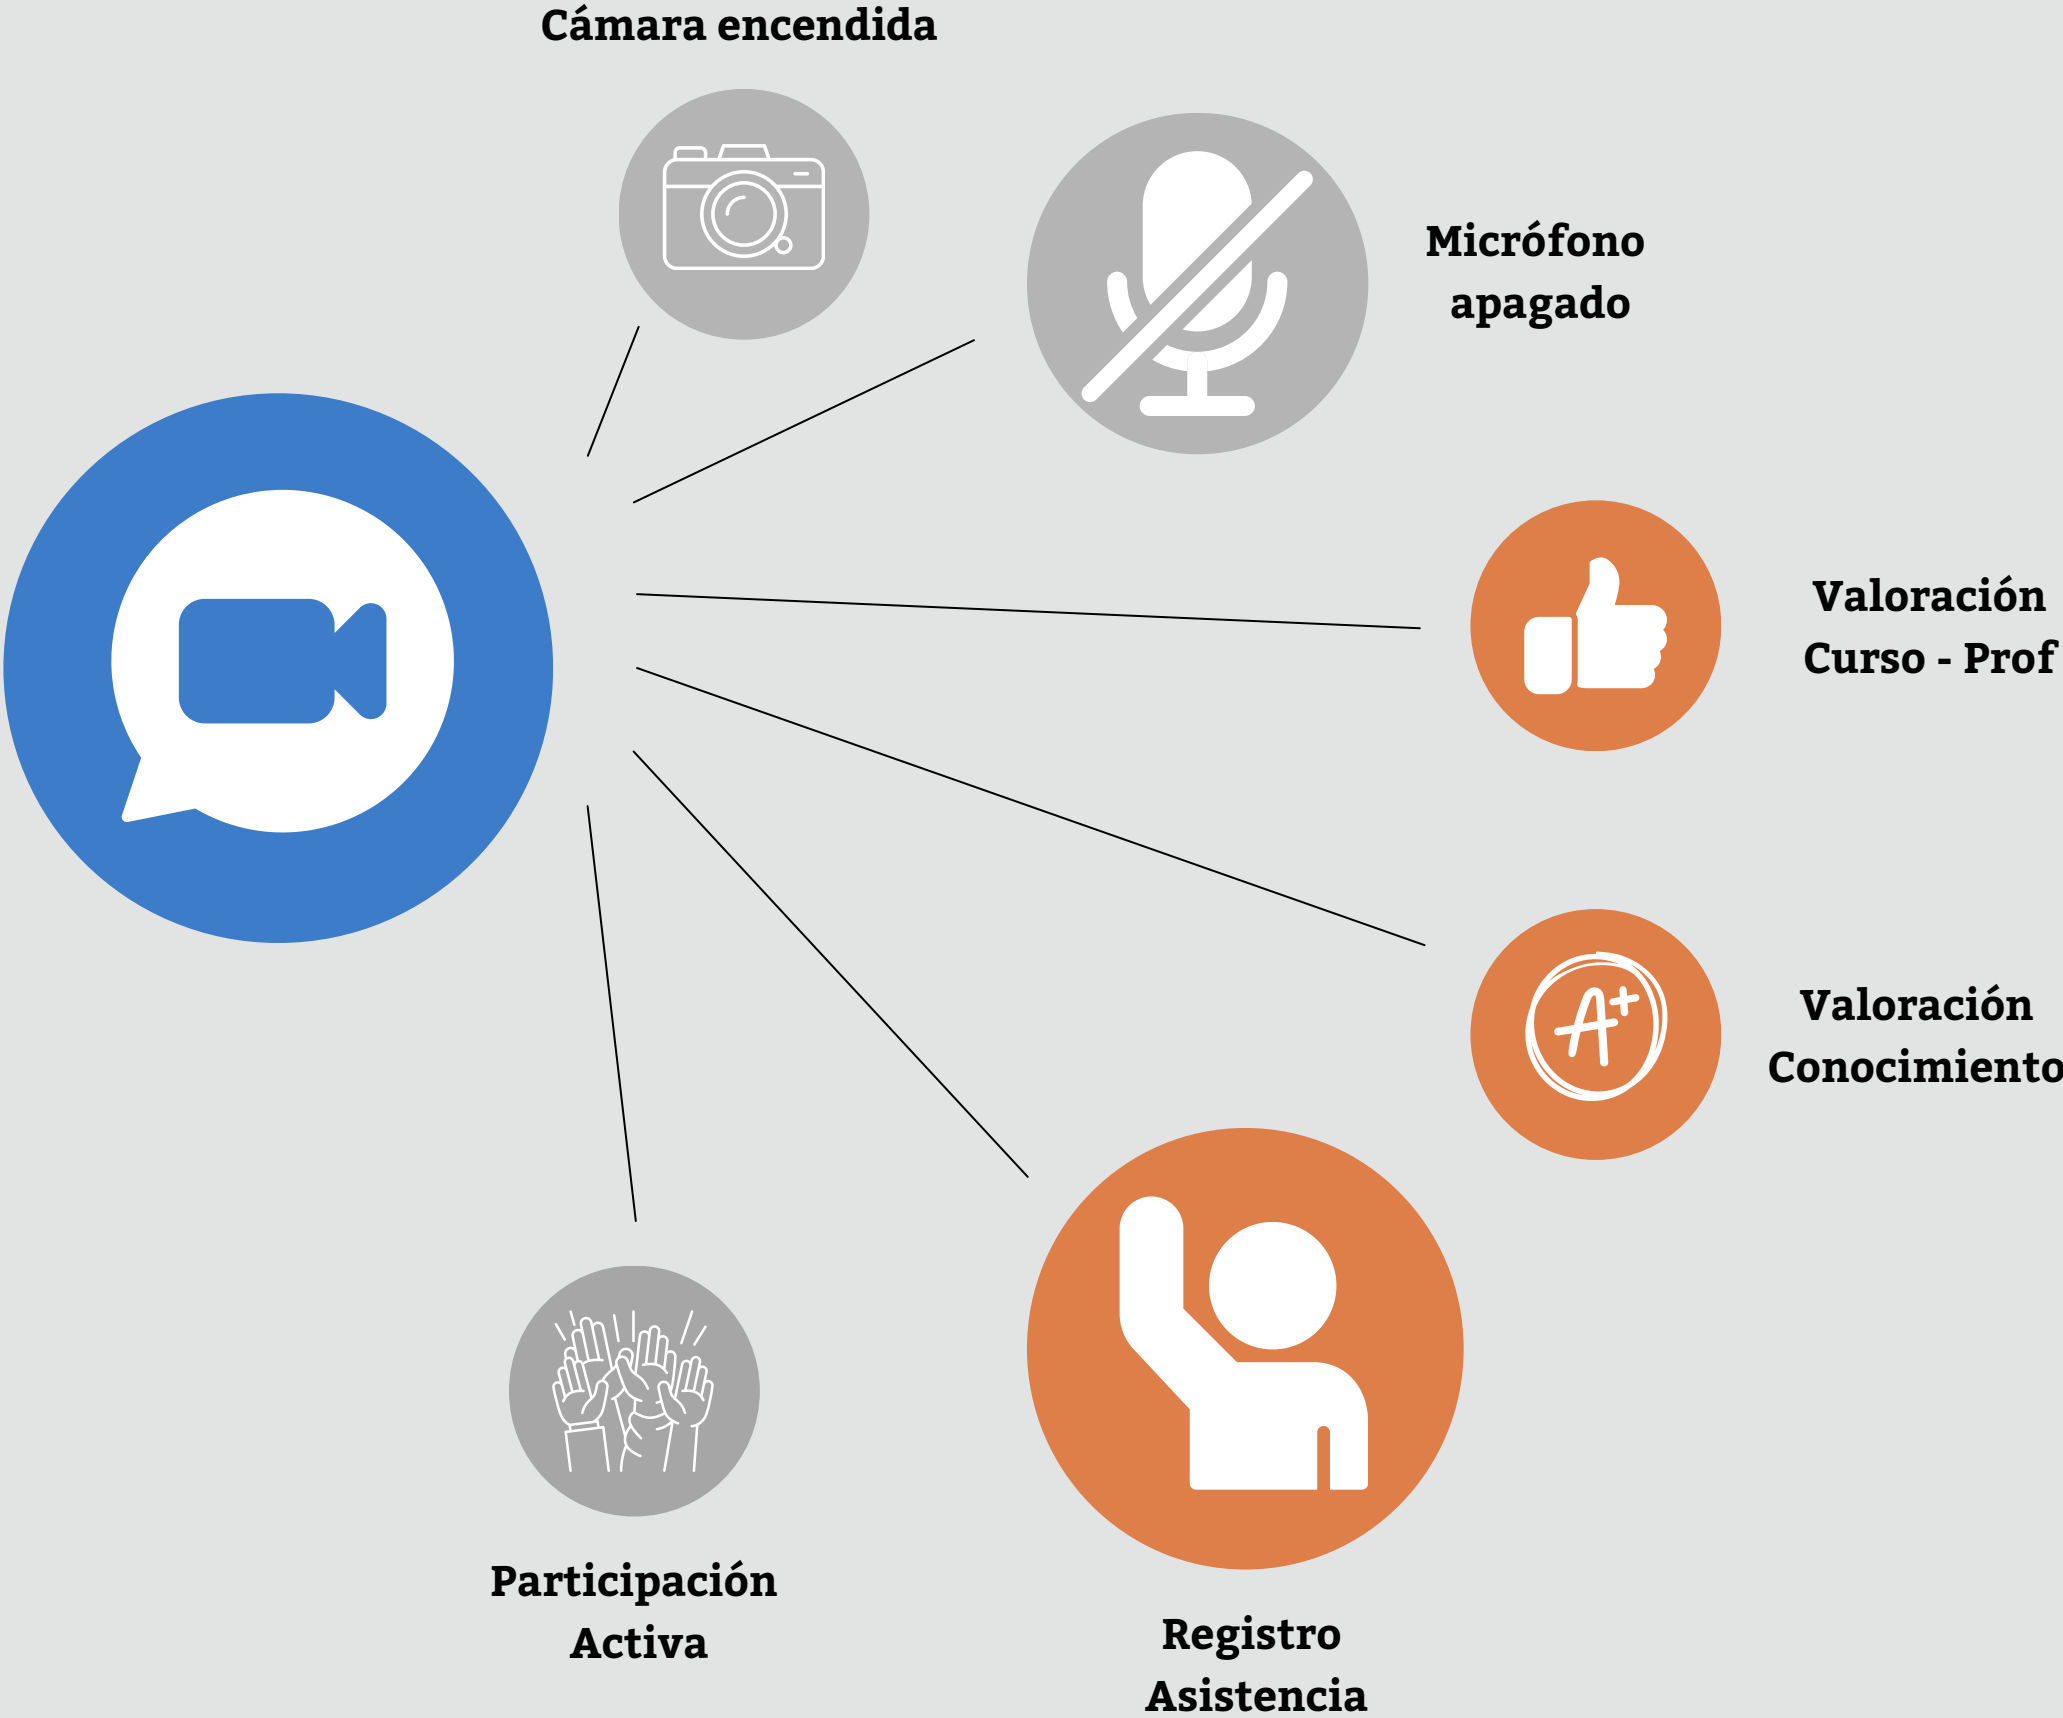 Cámara encendida
Micrófono
apagado
Valoración
Curso - Prof
Valoración
Conocimiento
A+
Registro
Asistencia
Participación
Activa